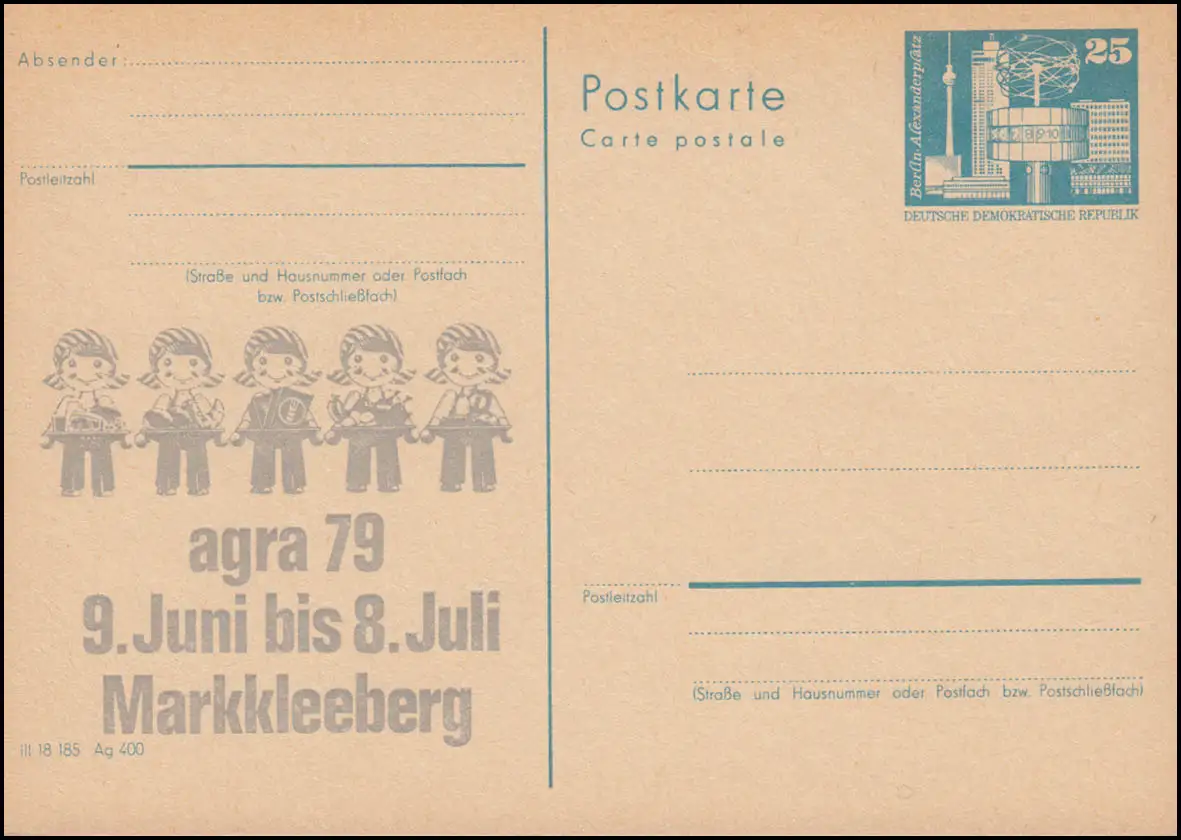 Absender:
Postleitzahl
(Straße und Hausnummer oder Postfach
bzw. Postschließfach)
agra 79
9. Juni bis 8. Juli
Markkleeberg
III 18 185 Ag 400
Postkarte
Carte postale
Berlin-Alexanderplatz
25
DEUTSCHE DEMOKRATISCHE REPUBLIK
Postleitzahl
(Straße und Hausnummer oder Postfach bzw. Postschließfach)